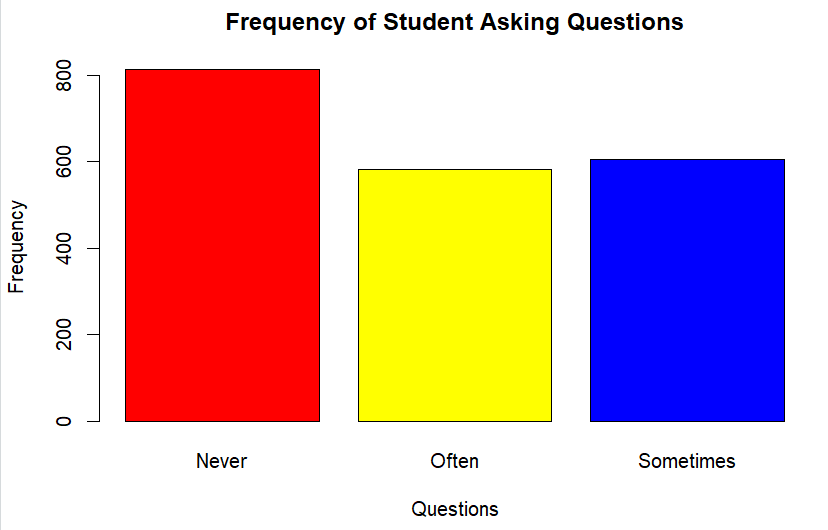 Frequency of Student Asking Questions
Frequency
800
600
400
200
0
Never Often Sometimes
Questions